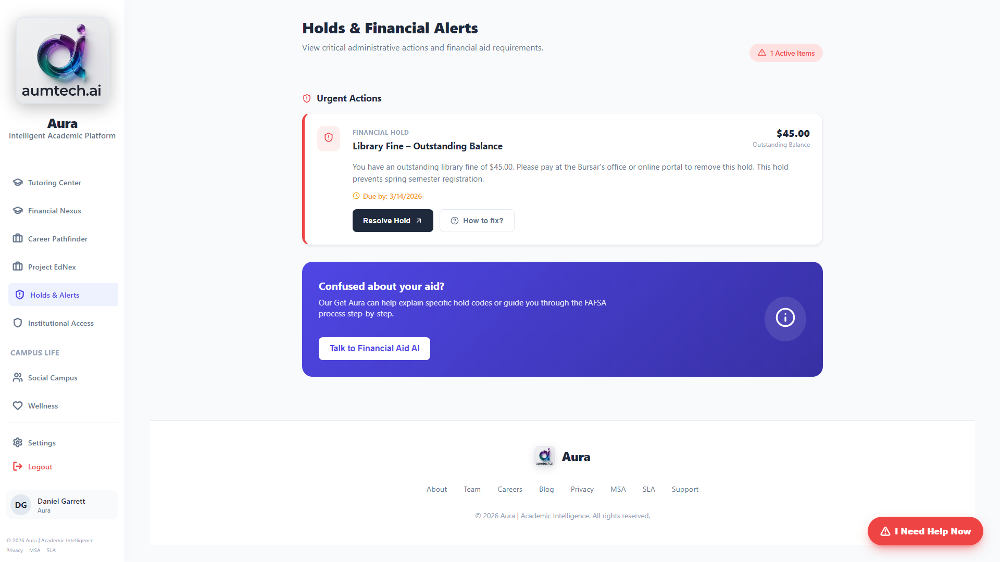 aumtech.ai
Aura
Intelligent Academic Platform
Tutoring Center
Financial Nexus
Career Pathfinder
Project EdNex
Holds & Alerts
Institutional Access
CAMPUS LIFE
Social Campus
Wellness
Settings
Logout
DG
Daniel Garrett
Aura
© 2026 Aura | Academic Intelligence
Privacy MSA SLA
Holds & Financial Alerts
View critical administrative actions and financial aid requirements.
1 Active Items
Urgent Actions
FINANCIAL HOLD
Library Fine – Outstanding Balance
$45.00
Outstanding Balance
You have an outstanding library fine of $45.00. Please pay at the Bursar's office or online portal to remove this hold. This hold
prevents spring semester registration.
Due by: 3/14/2026
Resolve Hold
How to fix?
Confused about your aid?
Our Get Aura can help explain specific hold codes or guide you through the FAFSA
process step-by-step.
Talk to Financial Aid AI
aumtech.ai
Aura
About Team Careers Blog Privacy MSA SLA Support
© 2026 Aura | Academic Intelligence. All rights reserved.
I Need Help Now